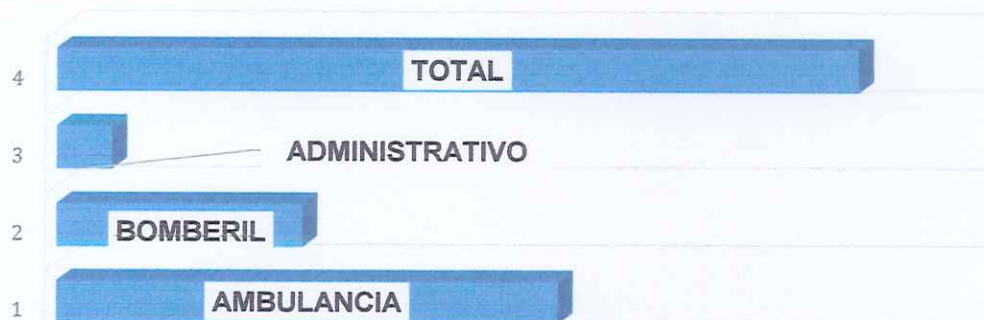 4 TOTAL
3 ADMINISTRATIVO
2 BOMBERIL
1 AMBULANCIA